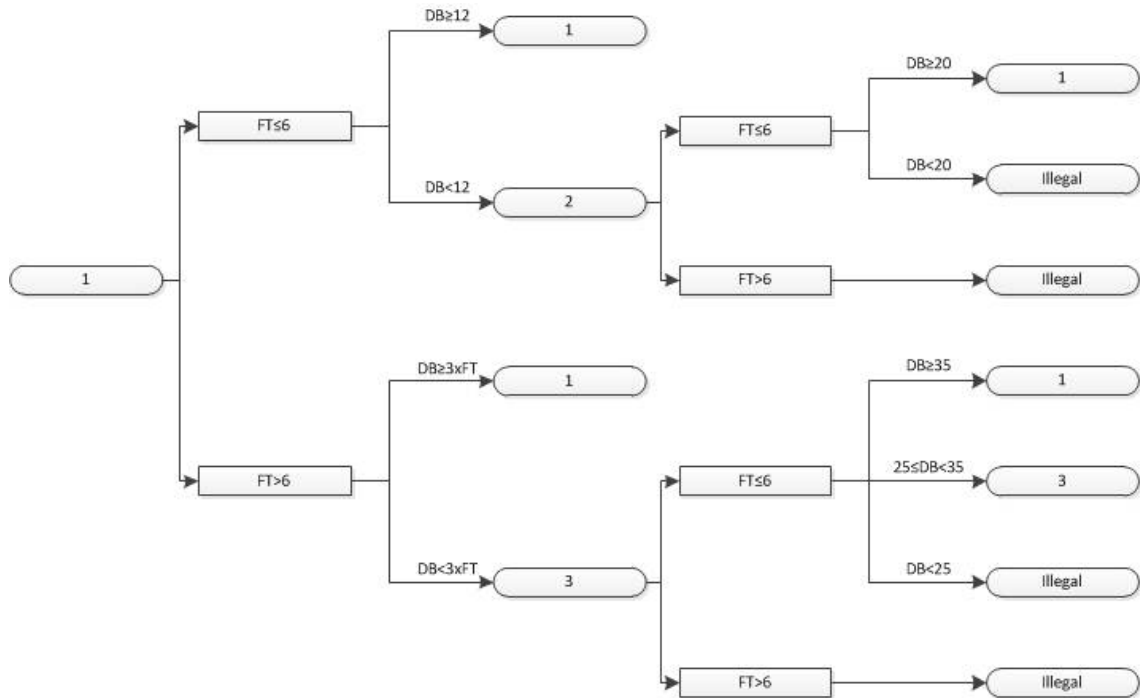 DB≥12
1
DB≥20
1
FT≤6
FT≤6
DB<12
2
DB<20
Illegal
1
FT>6
Illegal
DB≥3xFT
1
DB≥35
1
FT>6
FT≤6
25≤DB<35
3
DB<3xFT
3
DB<25
Illegal
FT>6
Illegal